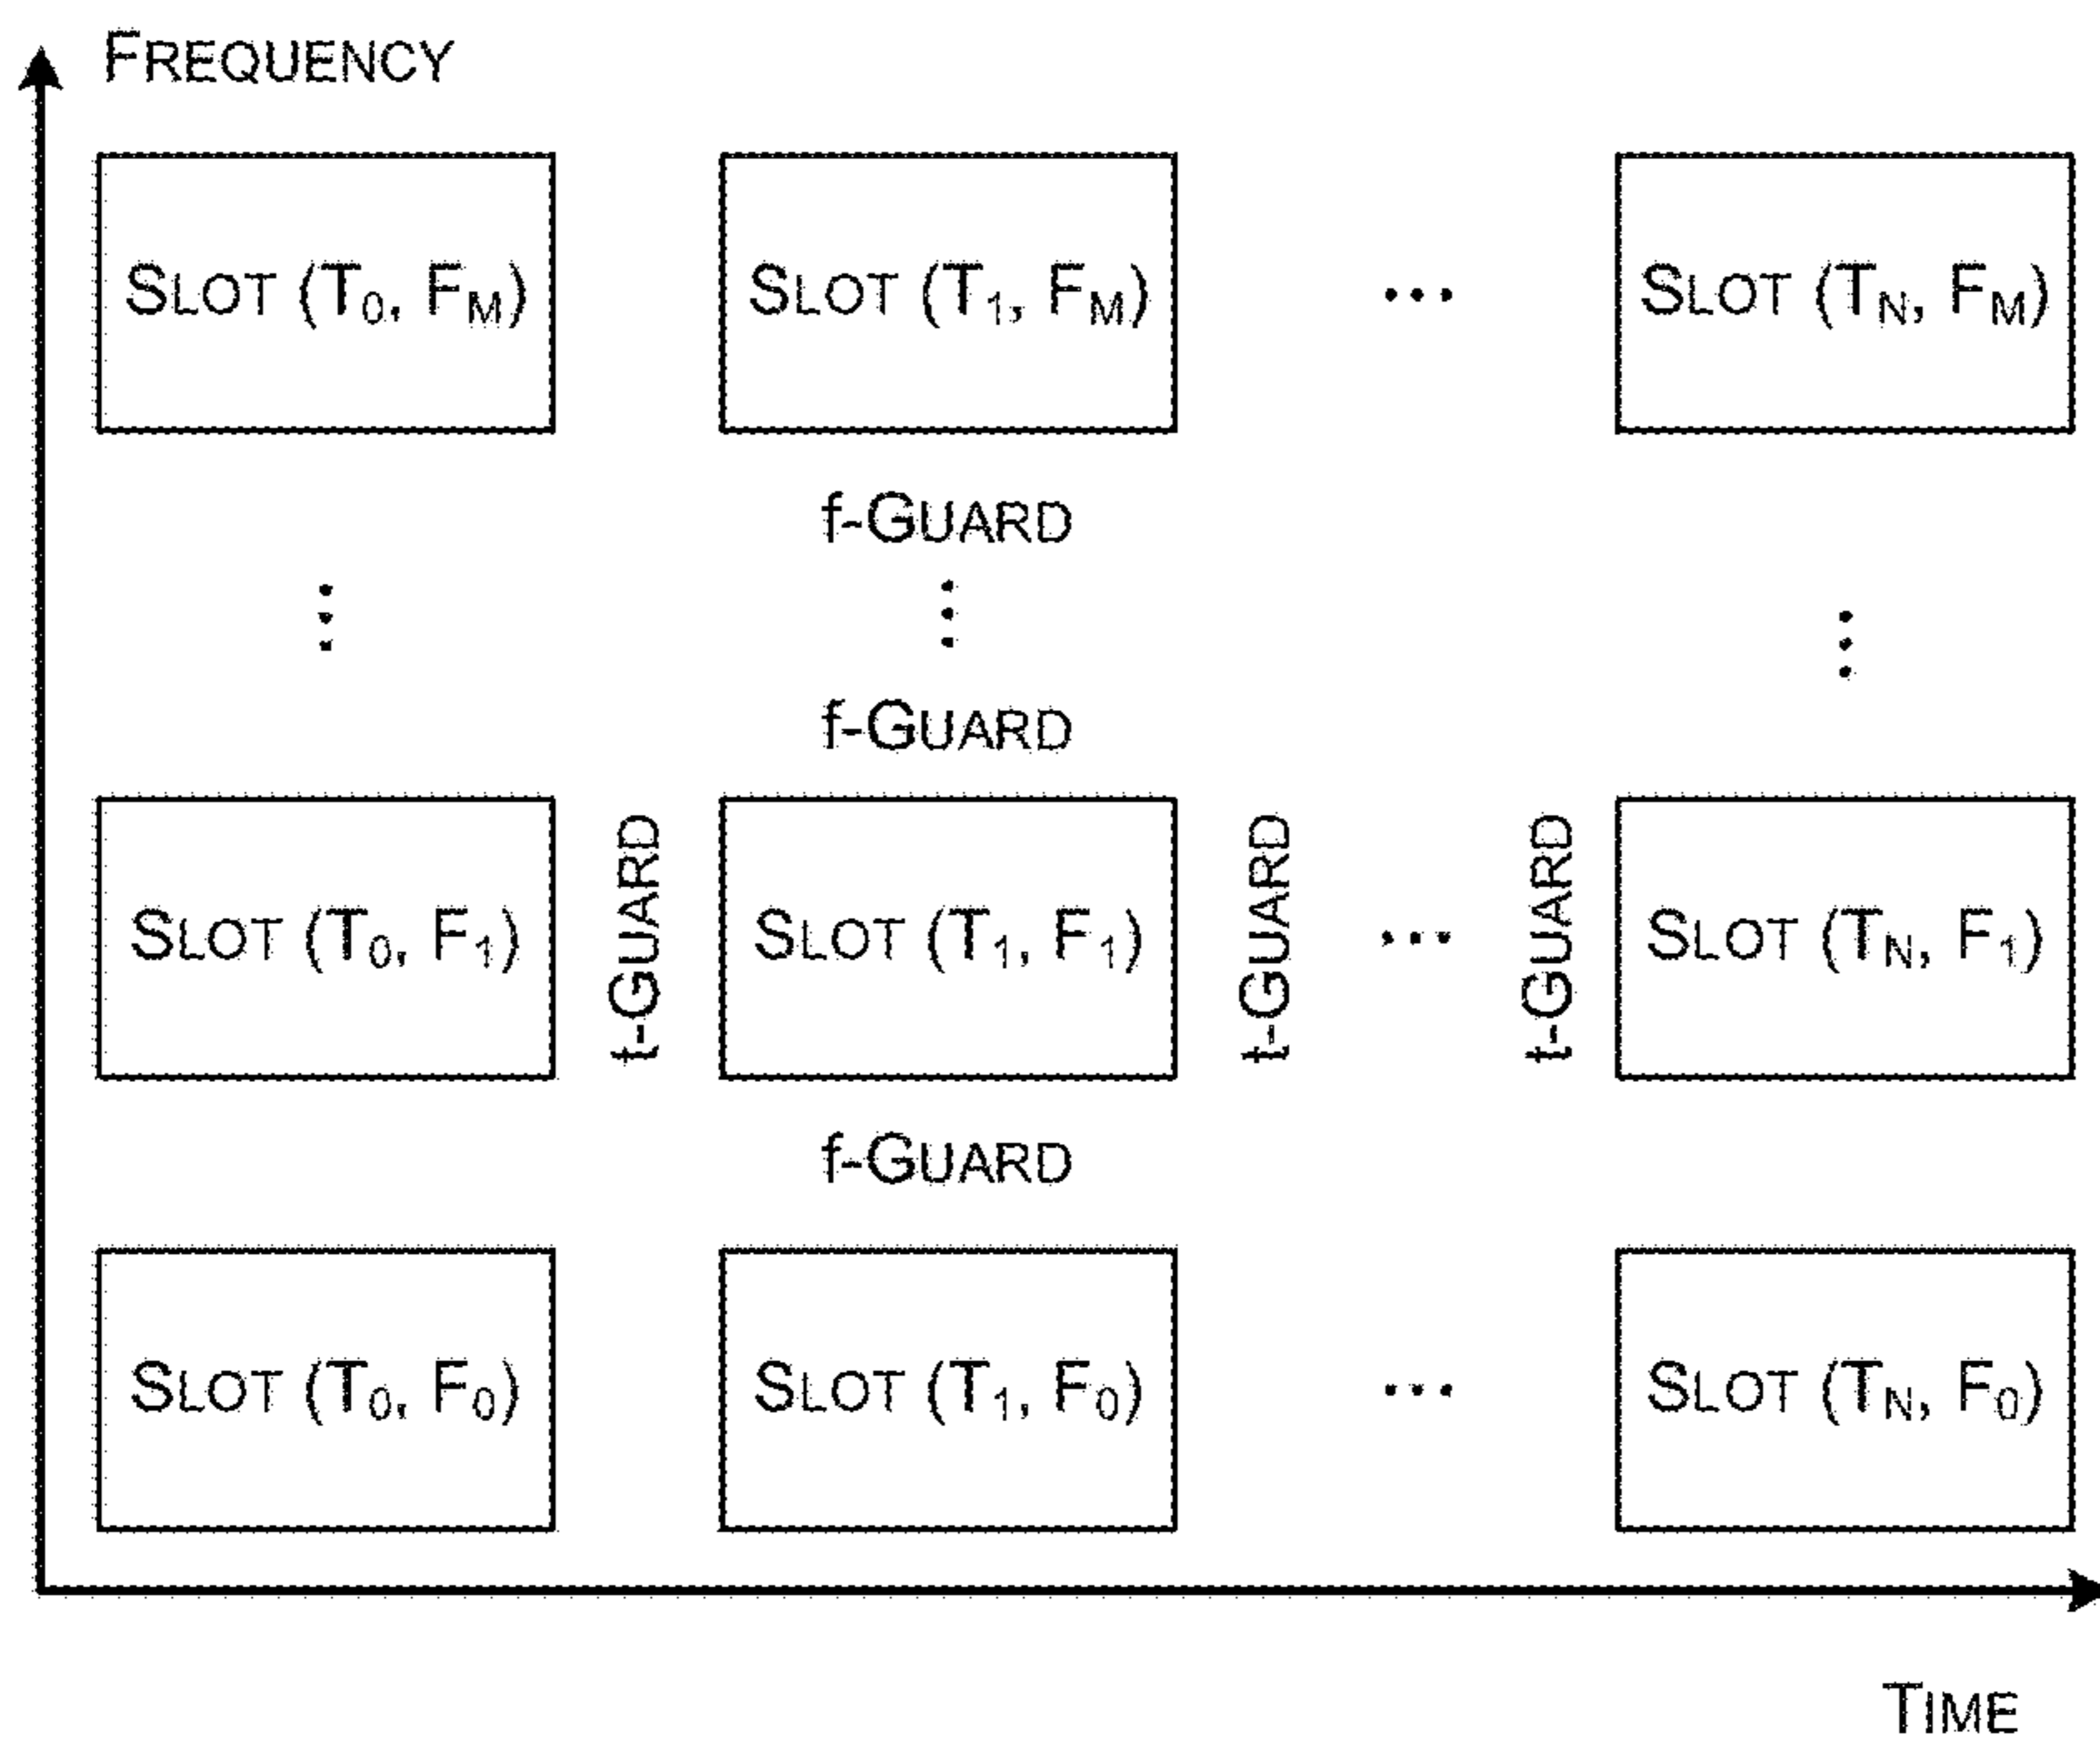 FREQUENCY
SLOT (T0, FM) SLOT (T1, FM) ... SLOT (TN, FM)
f-GUARD
f-GUARD
SLOT (T0, F1) t-GUARD SLOT (T1, F1) t-GUARD ... t-GUARD SLOT (TN, F1)
f-GUARD
SLOT (T0, F0) SLOT (T1, F0) ... SLOT (TN, F0)
TIME